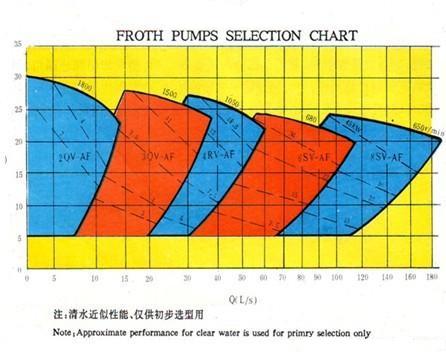 FROTH PUMPS SELECTION CHART
35
30
25
20
15
10
5
0
)
1800
1500
1050
680
45KW
650r/min
2QV-AF
3QV-AF
4RV-AF
6SV-AF
8SV-AF
0 5 10 20 30 40 50 60 70 80 90 100 120 140 160 180
Q(L/s)
注:清水近似性能、仅供初步选型用
Note;Approximate performance for clear water is used for primry selection only